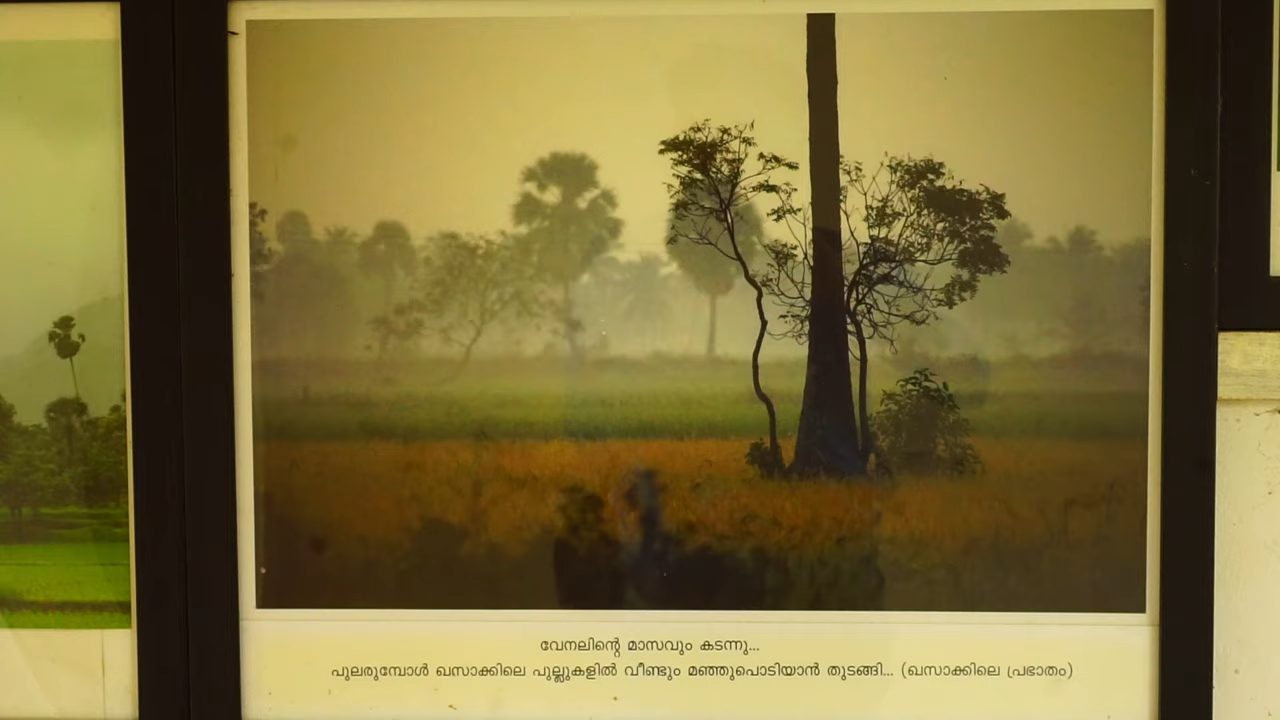 വേനലിന്റെ മാസവും കടന്നു...
പുലരുമ്പോൾ ഖസാക്കിലെ പുല്ലുകളിൽ വീണ്ടും മഞ്ഞുപൊടിയാൻ തുടങ്ങി... (ഖസാക്കിലെ പ്രഭാതം)